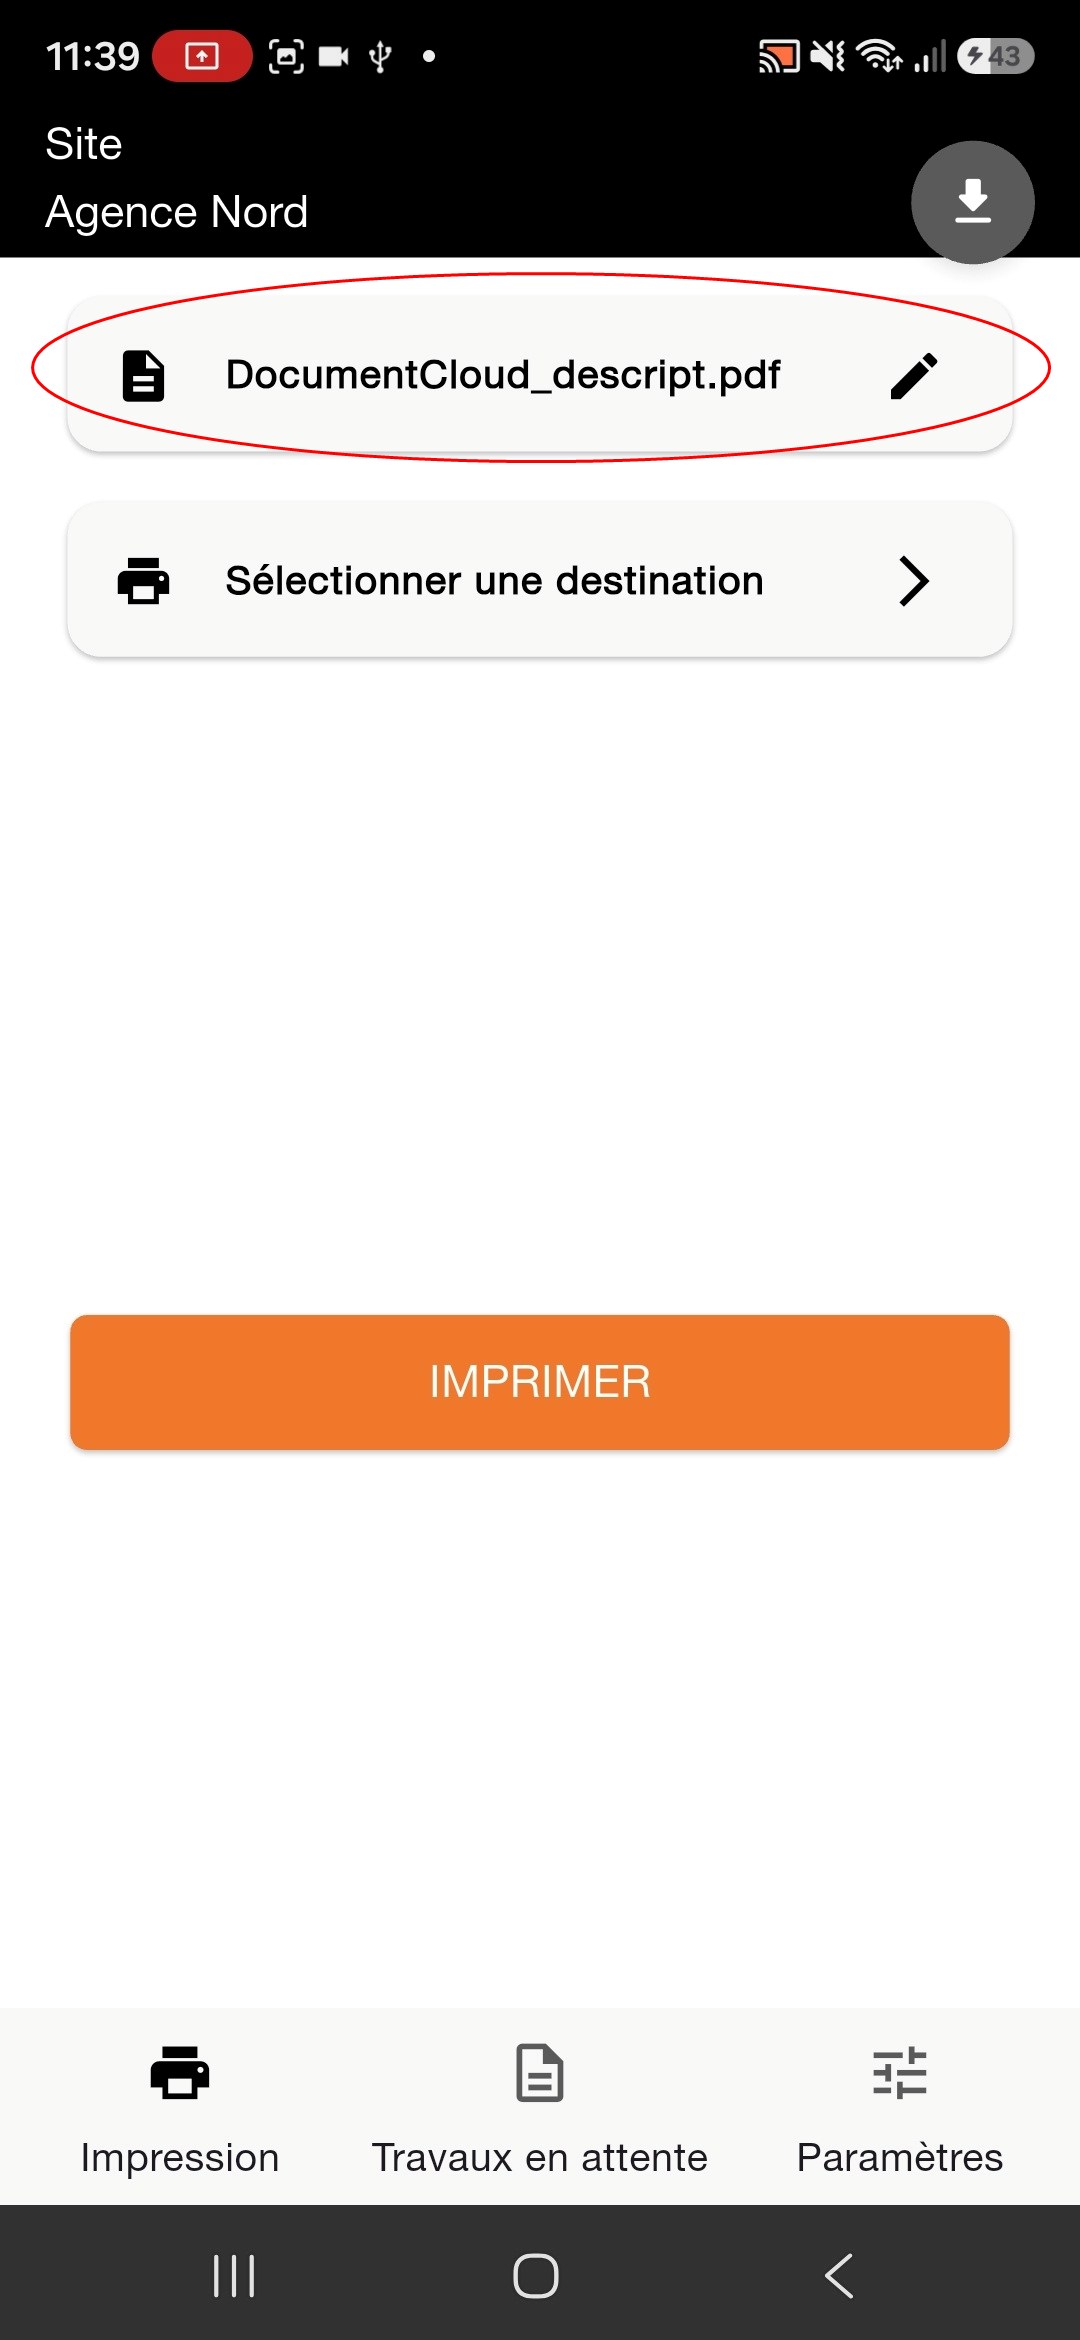 11:39
43
Site
Agence Nord
DocumentCloud_descript.pdf
Sélectionner une destination
IMPRIMER
Impression
Travaux en attente
Paramètres